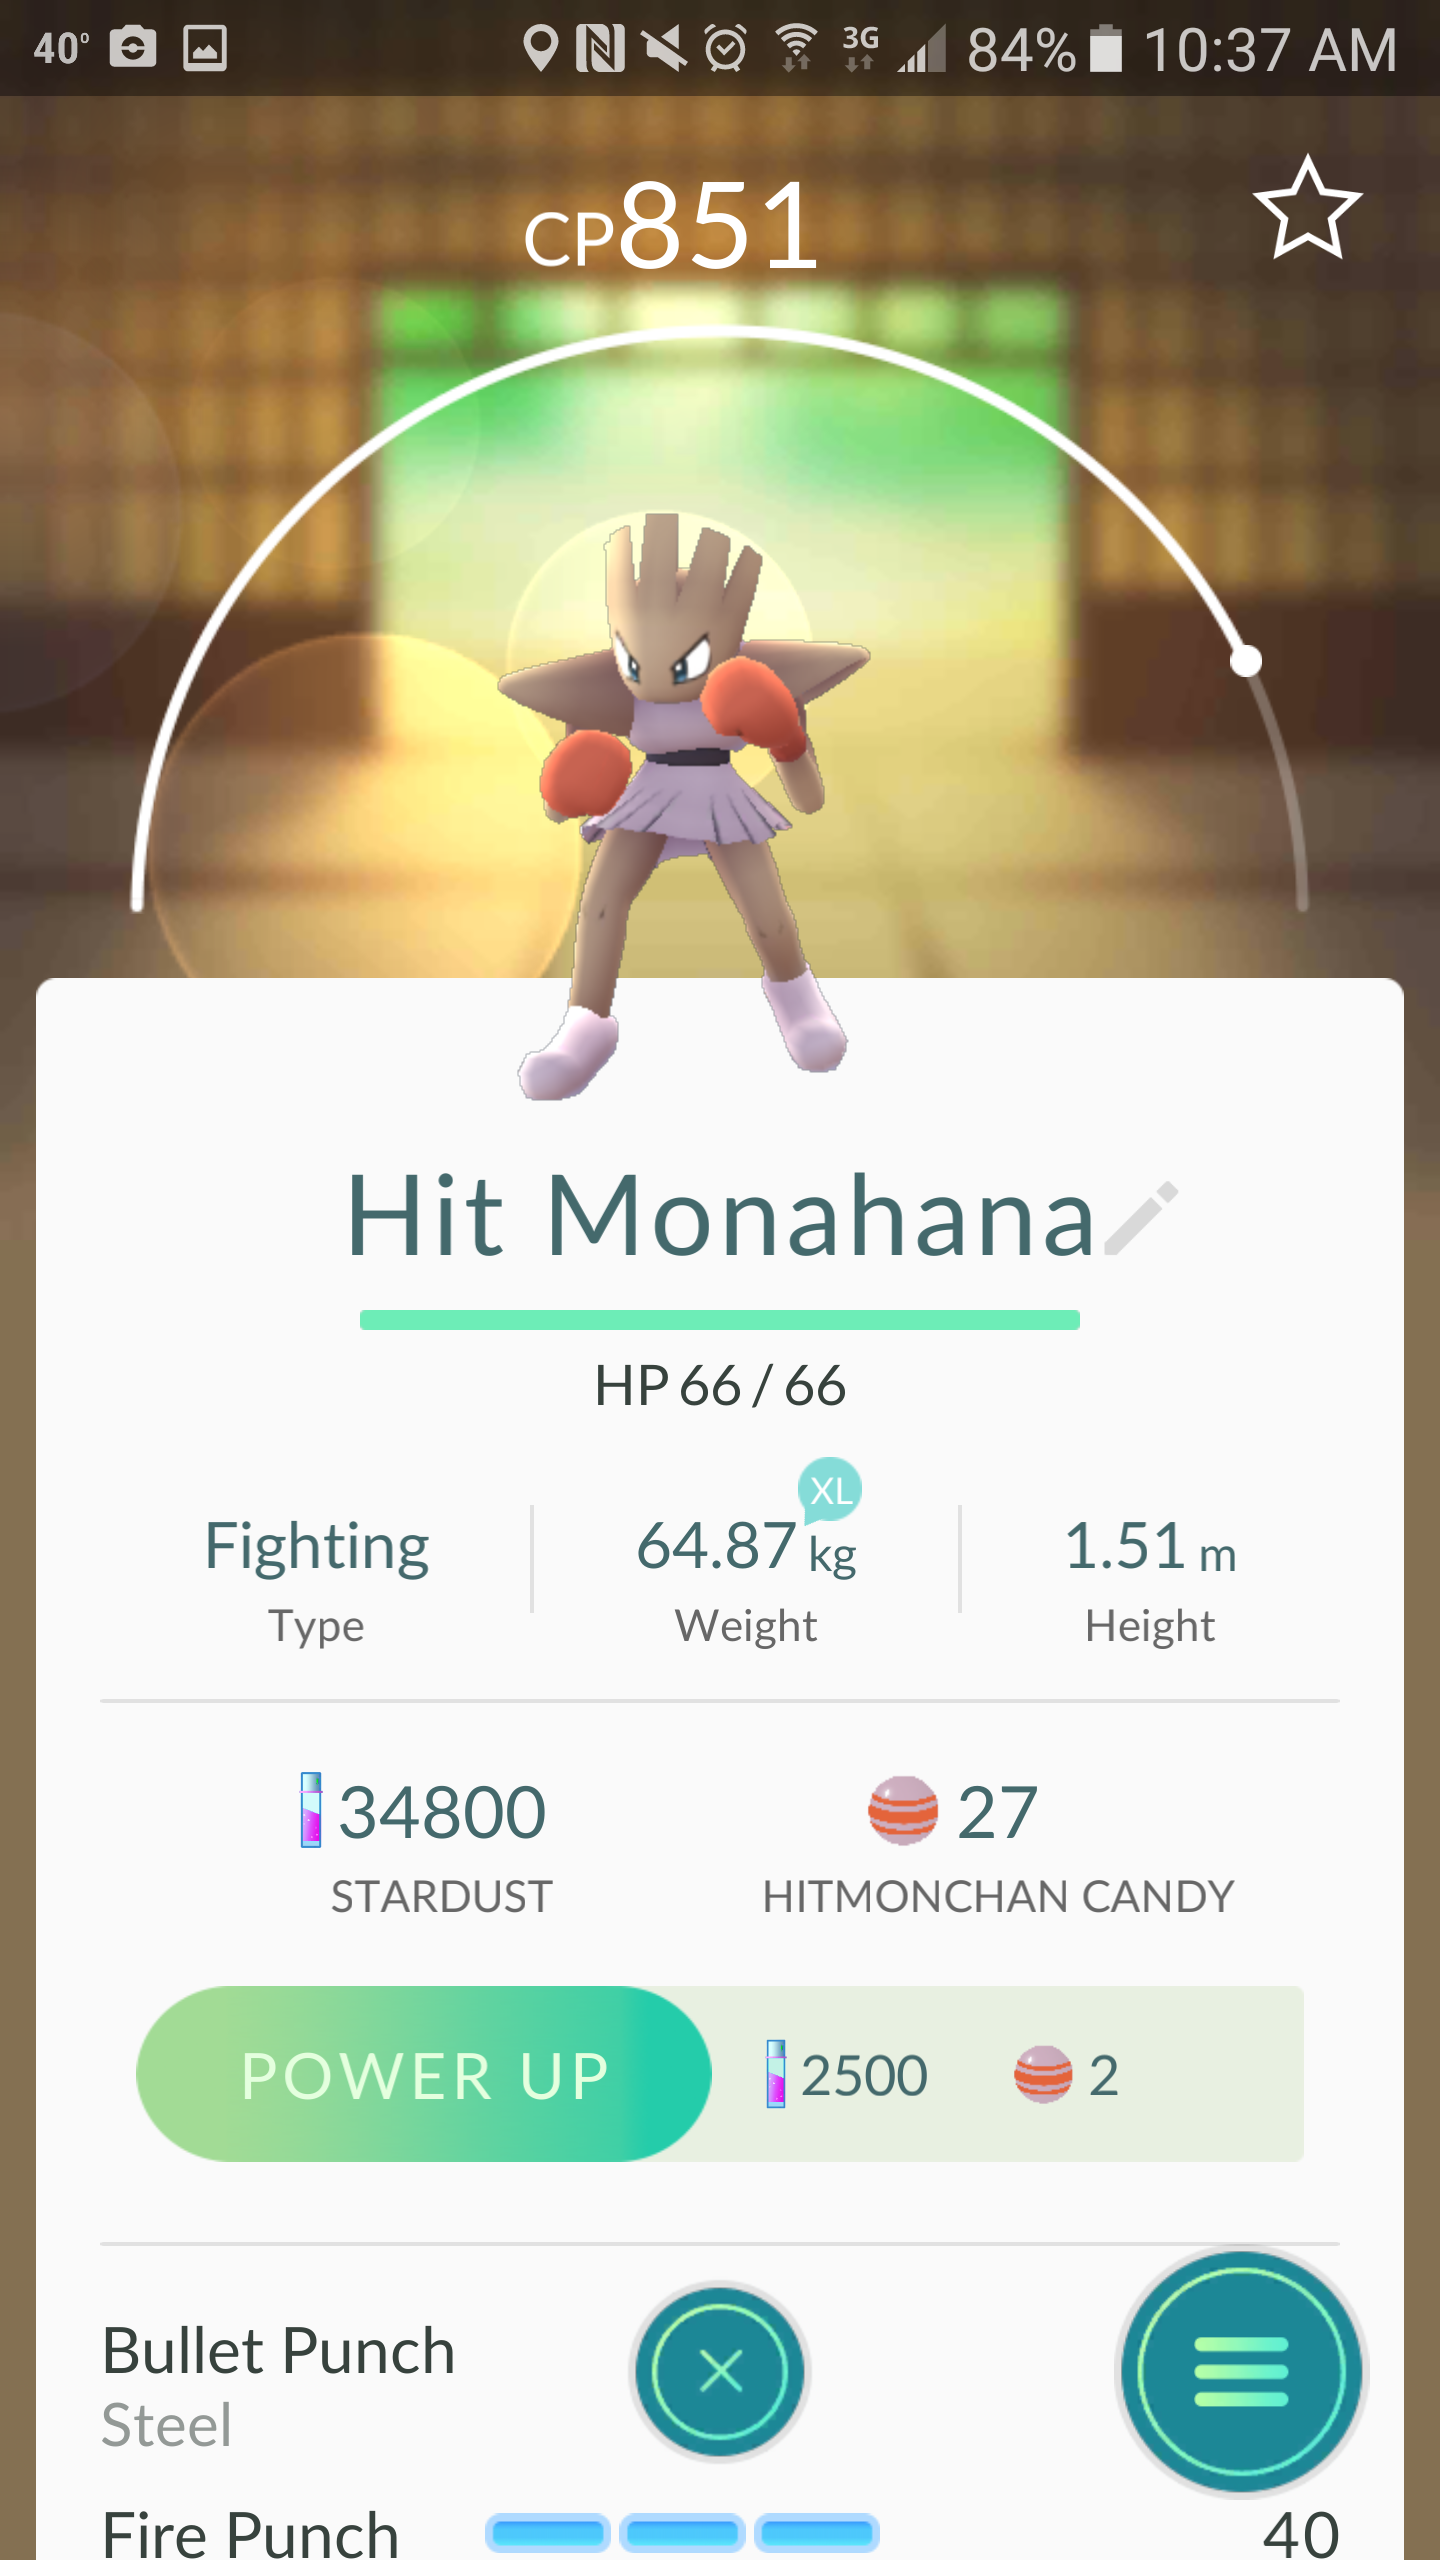 40°
3G 84% 10:37 AM
CP851
Hit Monahana
HP 66 / 66
XL
Fighting 64.87 kg 1.51 m
Type Weight Height
34800 27
STARDUST HITMONCHAN CANDY
POWER UP 2500 2
Bullet Punch
Steel
Fire Punch 40